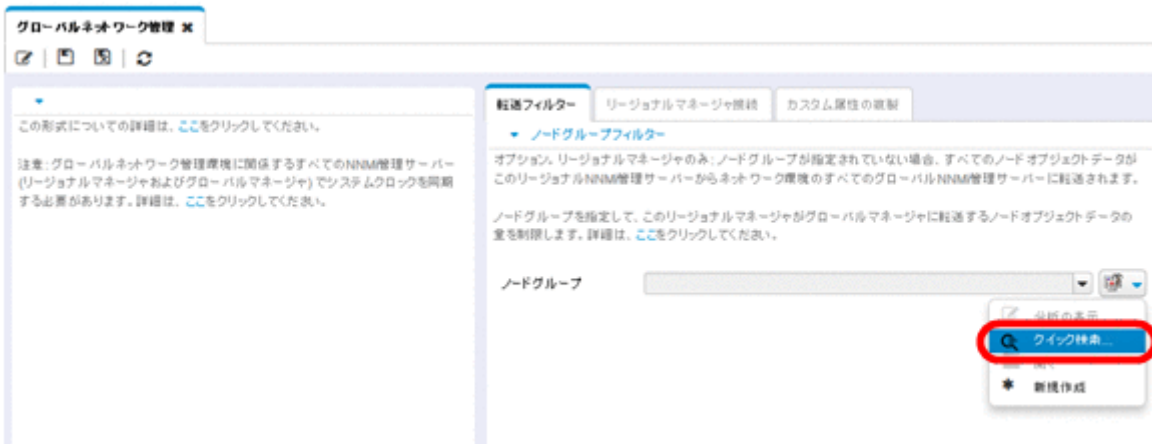 グローバルネットワーク管理
この形式についての詳細は、ここをクリックしてください。
注意:グローバルネットワーク管理環境に関係するすべてのNNMi管理サーバー
(リージョナルマネージャおよびグローバルマネージャ)でシステムクロックを同期
する必要があります。詳細は、ここをクリックしてください。
転送フィルター
リージョナルマネージャ接続
カスタム属性の複製
ノードグループフィルター
オプション。リージョナルマネージャのみ:ノードグループが指定されていない場合、すべてのノードオブジェクトデータが
このリージョナルNNMi管理サーバーからネットワーク環境のすべてのグローバルNNMi管理サーバーに転送されます。
ノードグループを指定して、このリージョナルマネージャがグローバルマネージャに転送するノードオブジェクトデータの
量を制限します。詳細は、ここをクリックしてください。
ノードグループ
分析の表示
クイック検索...
開く
新規作成